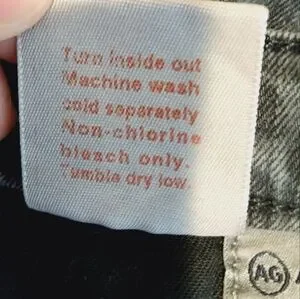 Turn inside out
Machine wash
cold separately
Non-chlorine
bleach only.
Tumble dry low.
AG